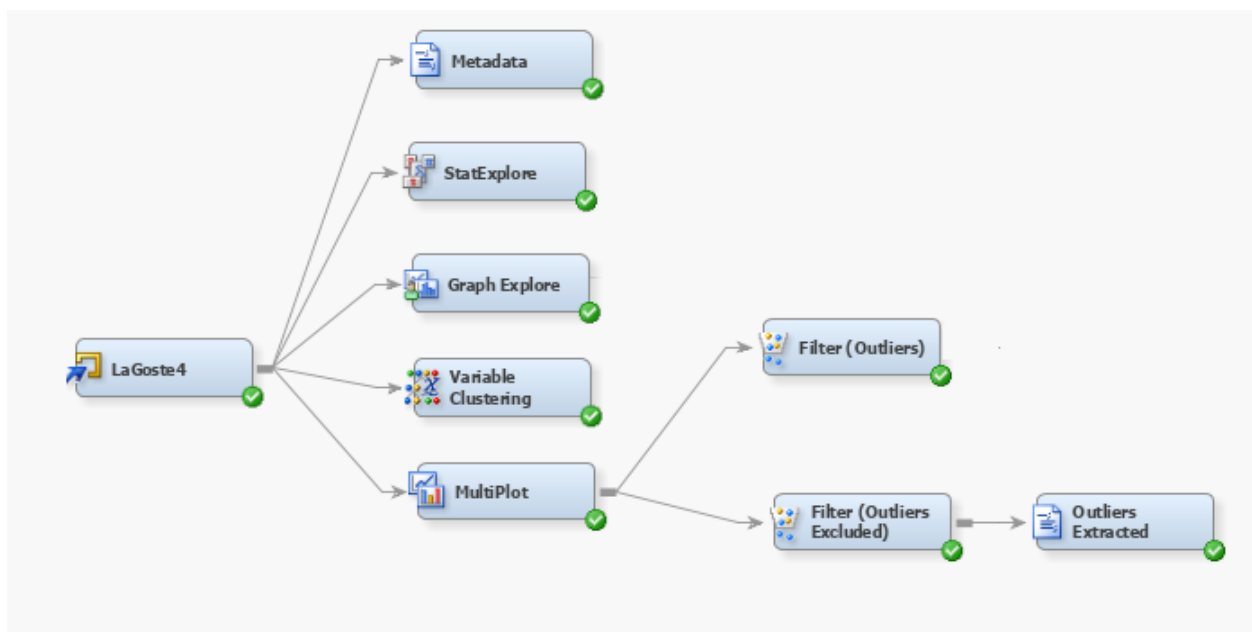 Metadata
StatExplore
Graph Explore
LaGoste4
Variable
Clustering
MultiPlot
Filter (Outliers)
Filter (Outliers
Excluded)
Outliers
Extracted